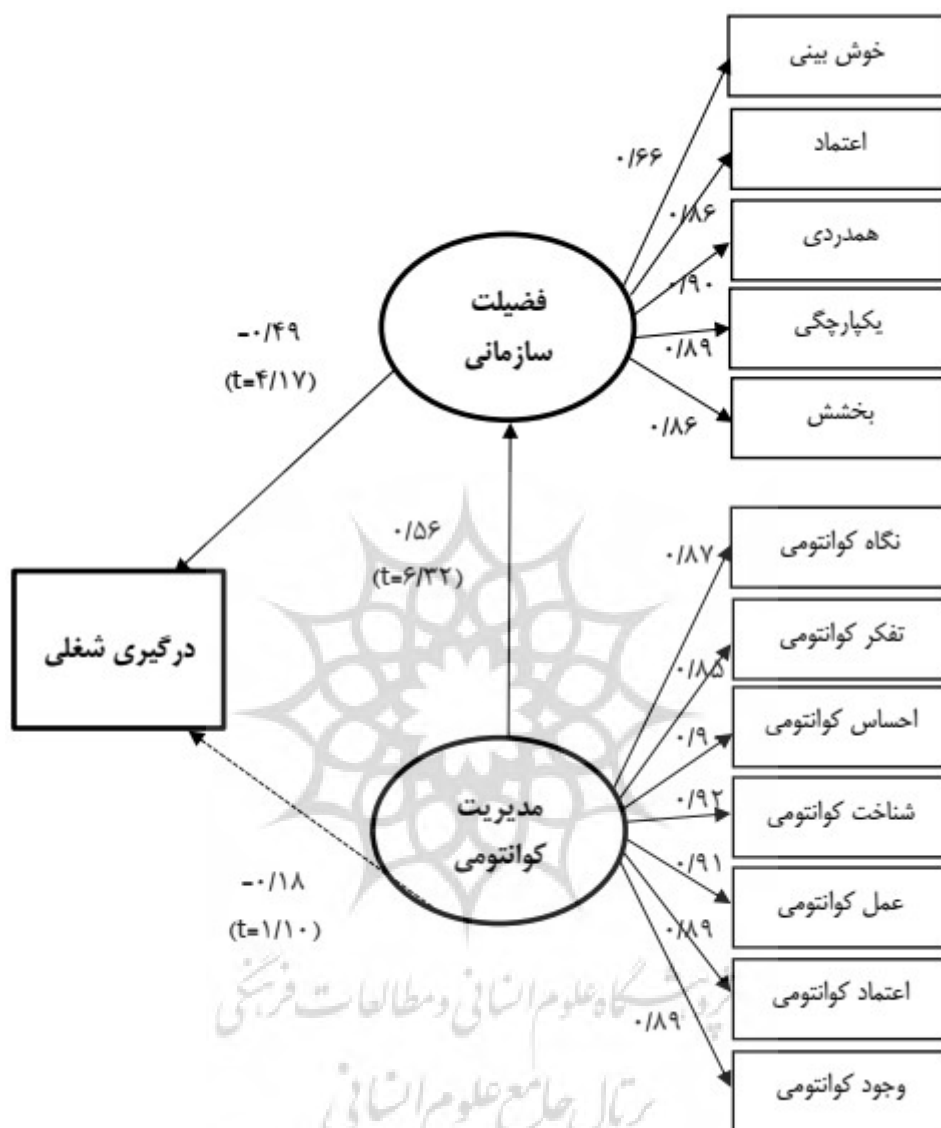 خوش بینی
اعتماد
همدردی
یکپارچگی
بخشش
۰/۶۶
۰/۸۶
۰/۹۰
۰/۸۹
۰/۸۶
فضیلت
سازمانی
-۰/۴۹
(t=۴/۱۷)
۰/۵۶
(t=۶/۳۲)
درگیری شغلی
نگاه کوانتومی
تفکر کوانتومی
احساس کوانتومی
شناخت کوانتومی
عمل کوانتومی
اعتماد کوانتومی
وجود کوانتومی
۰/۸۷
۰/۸۵
۰/۹
۰/۹۲
۰/۹۱
۰/۸۹
۰/۸۹
مدیریت
کوانتومی
-۰/۱۸
(t=۱/۱۰)
پژوهشگاه علوم انسانی و مطالعات فرهنگی
پرتال جامع علوم انسانی